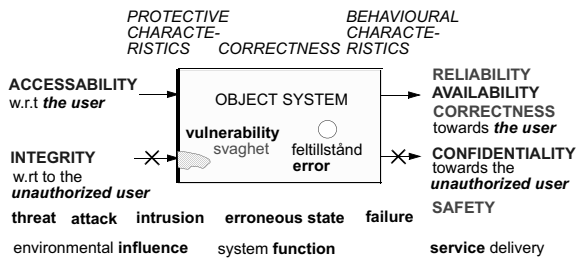 PROTECTIVE
CHARACTE-
RISTICS
CORRECTNESS
BEHAVIOURAL
CHARACTE-
RISTICS
ACCESSABILITY
w.r.t the user
OBJECT SYSTEM
vulnerability
svaghet
feltillstånd
error
RELIABILITY
AVAILABILITY
CORRECTNESS
towards the user
INTEGRITY
w.rt to the
unauthorized user
CONFIDENTIALITY
towards the
unauthorized user
SAFETY
threat attack intrusion erroneous state failure
environmental influence system function service delivery